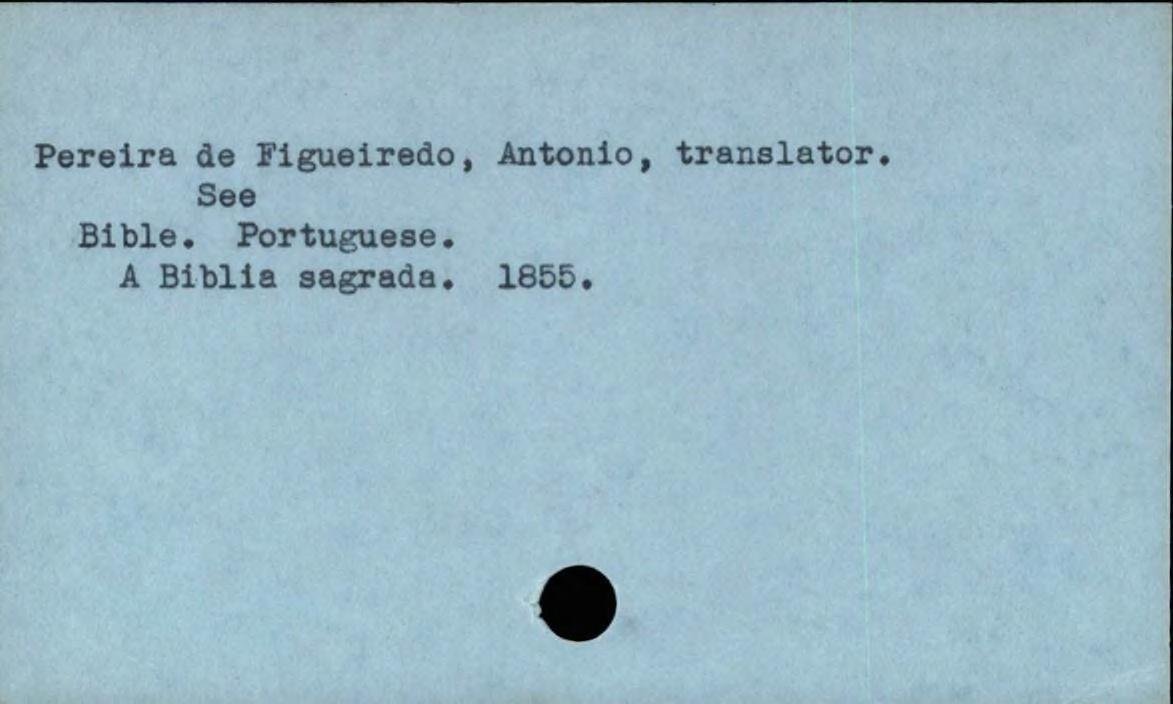 Pereira de Figueiredo, Antonio, translator.
See
Bible. Portuguese.
A Biblia sagrada. 1855.